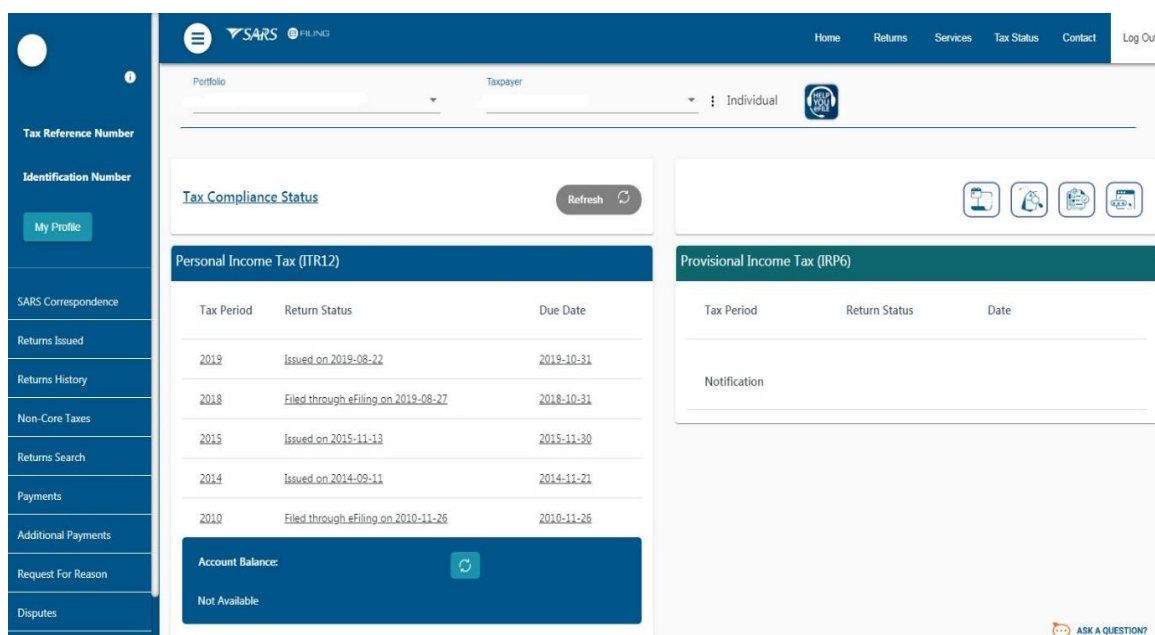 SARS eFILING
Home Returns Services Tax Status Contact Log Ou
Portfolio
Taxpayer
Individual
HELP YOU eFILE
Tax Reference Number
Identification Number
My Profile
SARS Correspondence
Returns Issued
Returns History
Non-Core Taxes
Returns Search
Payments
Additional Payments
Request For Reason
Disputes
Tax Compliance Status
Refresh
Personal Income Tax (ITR12)
Tax Period Return Status Due Date
2019 Issued on 2019-08-22 2019-10-31
2018 Filed through eFiling on 2019-08-27 2018-10-31
2015 Issued on 2015-11-13 2015-11-30
2014 Issued on 2014-09-11 2014-11-21
2010 Filed through eFiling on 2010-11-26 2010-11-26
Account Balance:
Not Available
Provisional Income Tax (IRP6)
Tax Period Return Status Date
Notification
ASK A QUESTION?